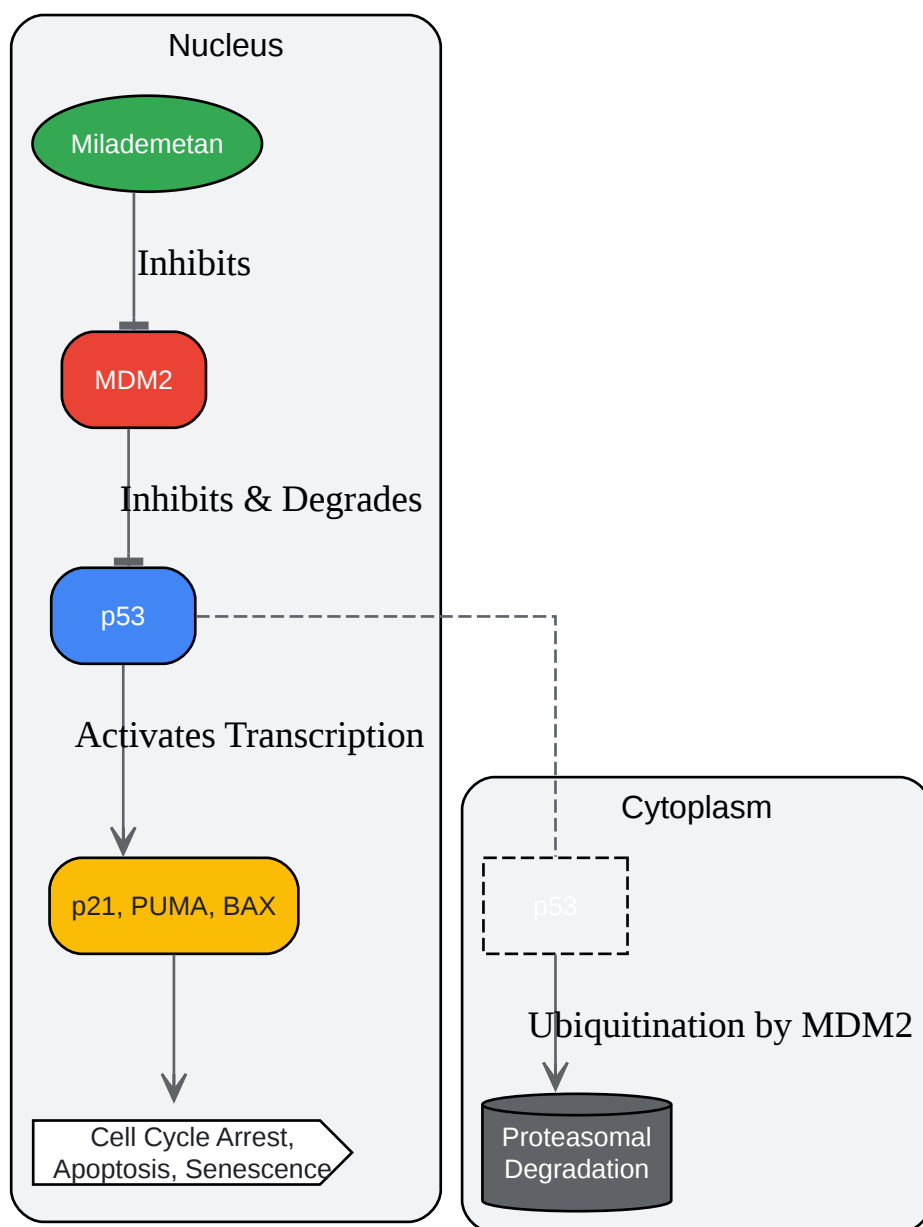 Nucleus
Milademetan
Inhibits
MDM2
Inhibits & Degrades
p53
Activates Transcription
p21, PUMA, BAX
Cell Cycle Arrest,
Apoptosis, Senescence
Cytoplasm
p53
Ubiquitination by MDM2
Proteasomal
Degradation